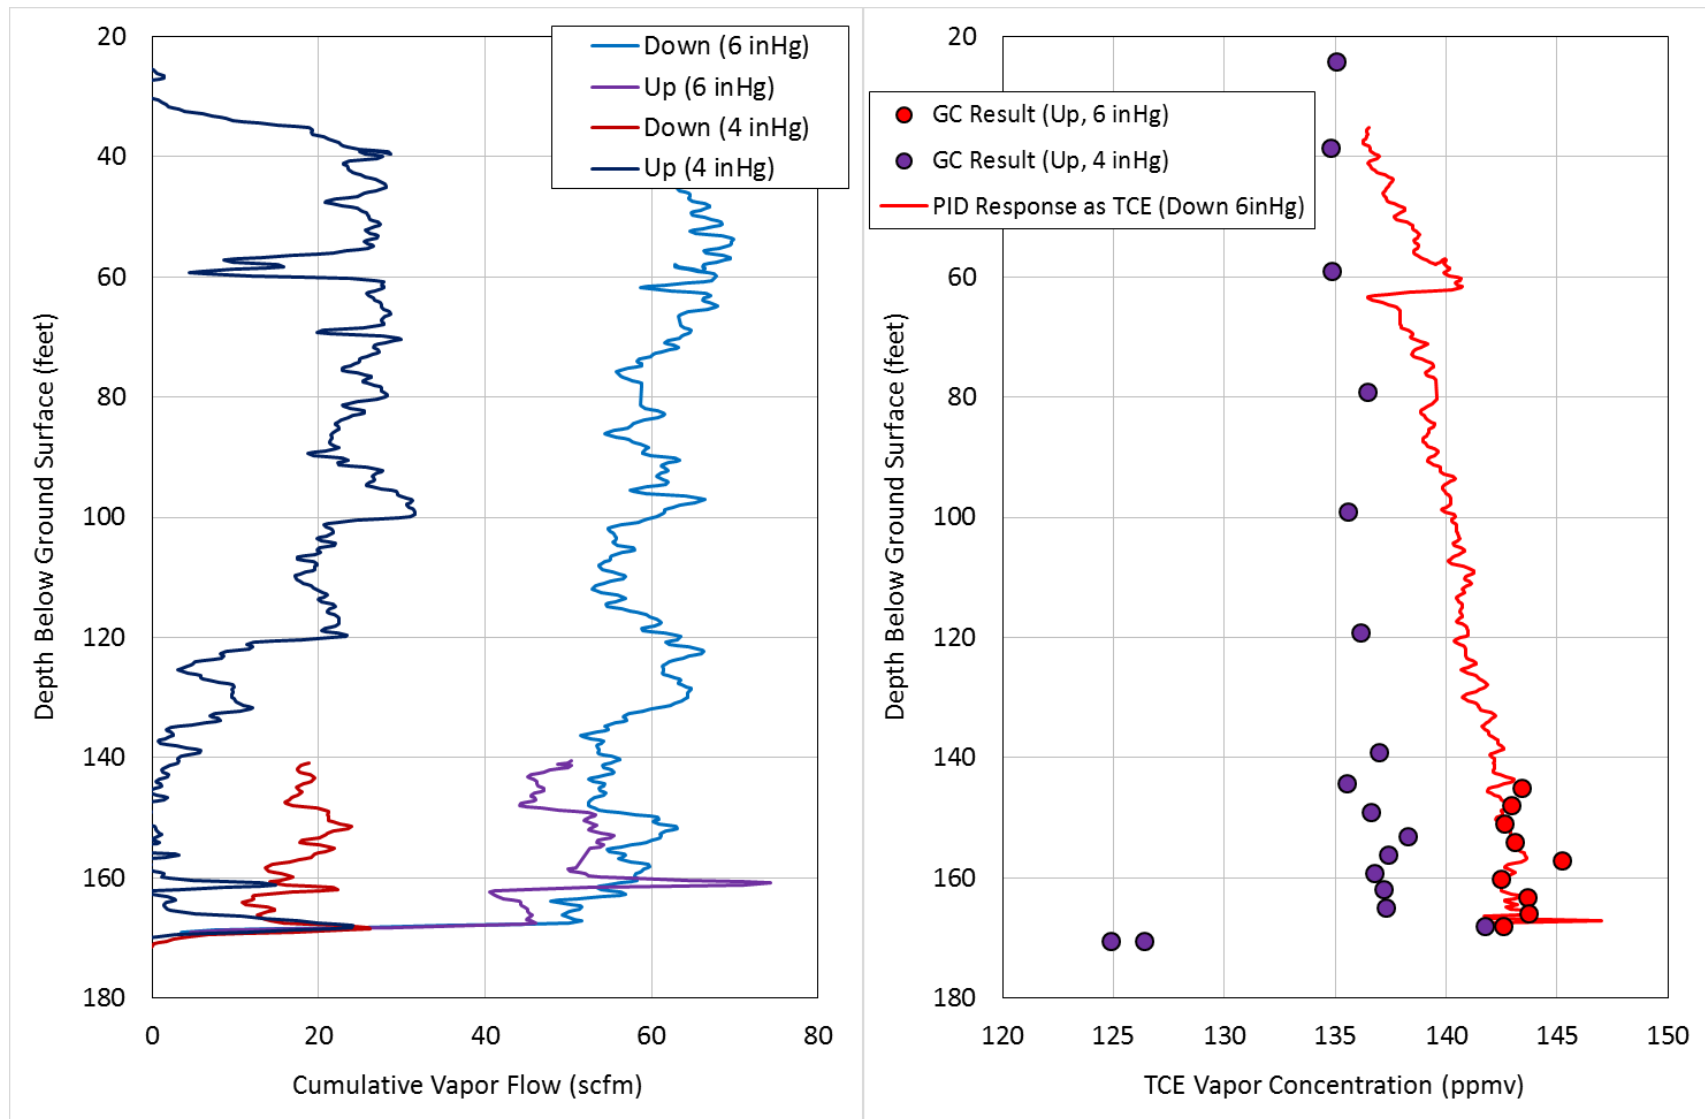 Down (6 inHg)
Up (6 inHg)
Down (4 inHg)
Up (4 inHg)
20
40
60
80
100
120
140
160
180
0
20
40
60
80
Depth Below Ground Surface (feet)
Cumulative Vapor Flow (scfm)
GC Result (Up, 6 inHg)
GC Result (Up, 4 inHg)
PID Response as TCE (Down 6inHg)
20
40
60
80
100
120
140
160
180
120
125
130
135
140
145
150
Depth Below Ground Surface (feet)
TCE Vapor Concentration (ppmv)